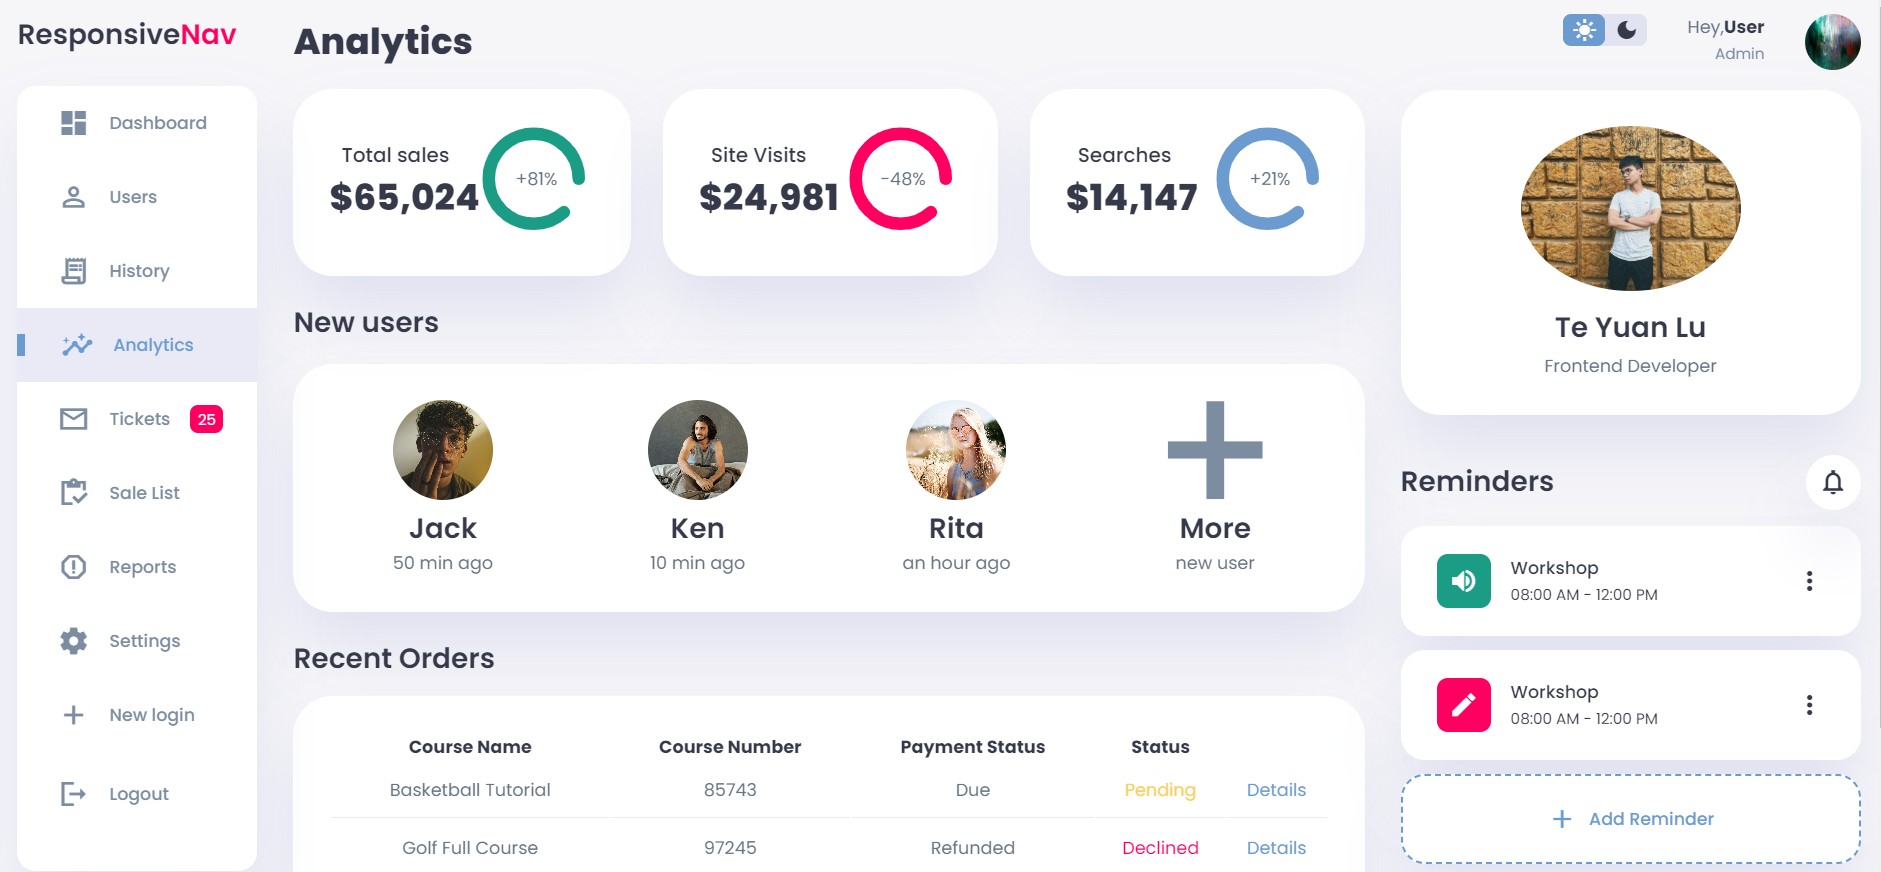 ResponsiveNav
Dashboard
Users
History
Analytics
Tickets 25
Sale List
Reports
Settings
New login
Logout
Analytics
Total sales
$65,024
+81%
Site Visits
$24,981
-48%
Searches
$14,147
+21%
New users
Jack
50 min ago
Ken
10 min ago
Rita
an hour ago
More
new user
Recent Orders
Course Name Course Number Payment Status Status
Basketball Tutorial 85743 Due Pending Details
Golf Full Course 97245 Refunded Declined Details
Hey,User
Admin
Te Yuan Lu
Frontend Developer
Reminders
Workshop
08:00 AM - 12:00 PM
Workshop
08:00 AM - 12:00 PM
Add Reminder